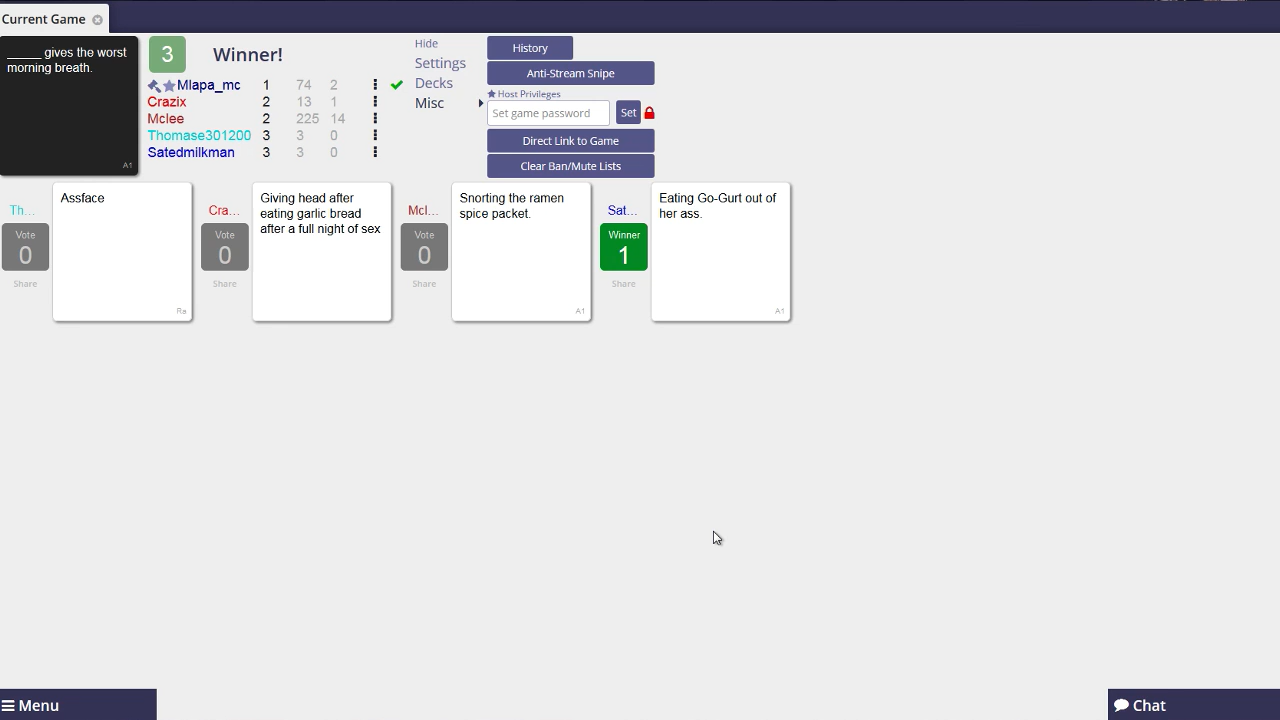 Current Game
_____ gives the worst
morning breath.
A1
3
Winner!
Mlapa_mc 1 74 2
Crazix 2 13 1
Mclee 2 225 14
Thomase301200 3 3 0
Satedmilkman 3 3 0
Hide
Settings
Decks
Misc
History
Anti-Stream Snipe
Host Privileges
Set game password
Set
Direct Link to Game
Clear Ban/Mute Lists
Th...
Vote
0
Share
Assface
Ra
Cra...
Vote
0
Share
Giving head after
eating garlic bread
after a full night of sex
Mcl...
Vote
0
Share
Snorting the ramen
spice packet.
A1
Sat...
Winner
1
Share
Eating Go-Gurt out of
her ass.
A1
Menu
Chat